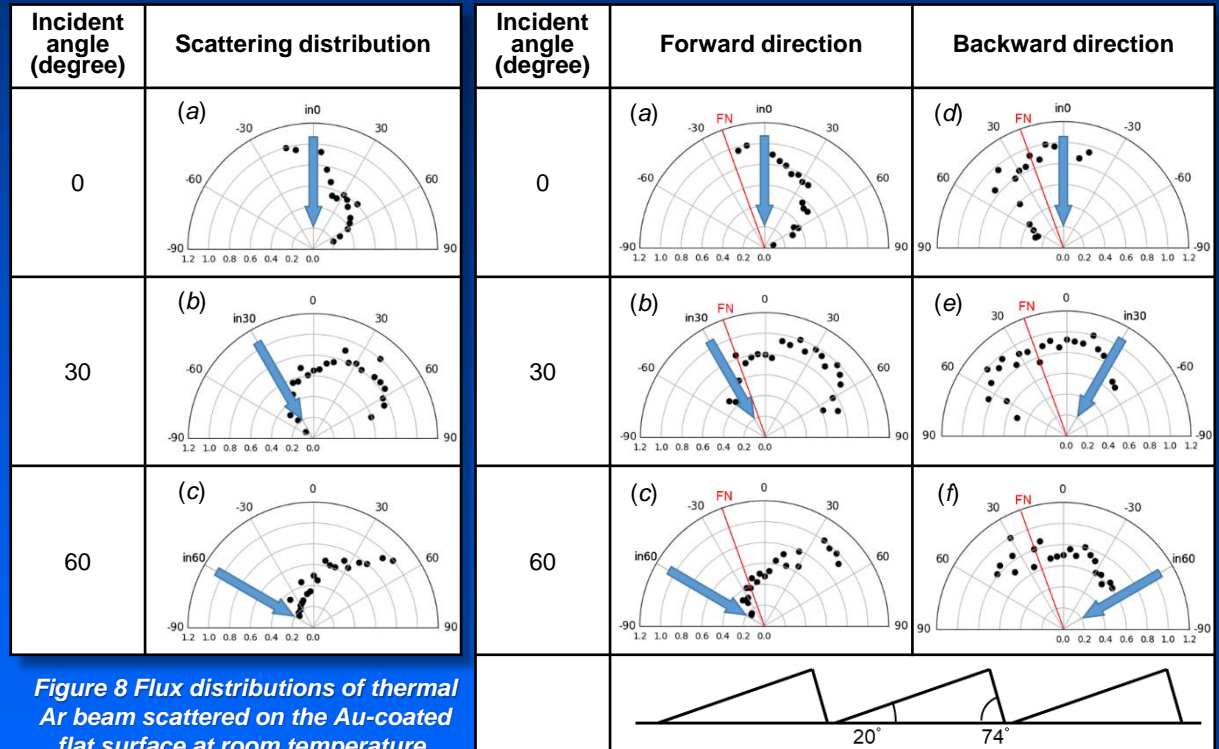 Incident
angle
(degree)
Scattering distribution
0
(a)
in0
-30
30
-60
60
-90
90
1.2 1.0 0.8 0.6 0.4 0.2 0.0
30
(b)
0
in30
30
-60
60
-90
90
1.2 1.0 0.8 0.6 0.4 0.2 0.0
60
(c)
0
-30
30
in60
60
-90
90
1.2 1.0 0.8 0.6 0.4 0.2 0.0
Figure 8 Flux distributions of thermal
Ar beam scattered on the Au-coated
flat surface at room temperature
Incident
angle
(degree)
Forward direction
Backward direction
0
(a)
in0
-30
FN
30
-60
60
-90
90
1.2 1.0 0.8 0.6 0.4 0.2 0.0
(d)
in0
30
FN
-30
60
-60
90
-90
0.0 0.2 0.4 0.6 0.8 1.0 1.2
30
(b)
0
in30
FN
30
-60
60
-90
90
1.2 1.0 0.8 0.6 0.4 0.2 0.0
(e)
0
30
FN
in30
60
-60
90
-90
0.0 0.2 0.4 0.6 0.8 1.0 1.2
60
(c)
0
-30
FN
30
in60
60
-90
90
1.2 1.0 0.8 0.6 0.4 0.2 0.0
(f)
0
30
FN
-30
60
in60
90
-90
0.0 0.2 0.4 0.6 0.8 1.0 1.2
20°
74°